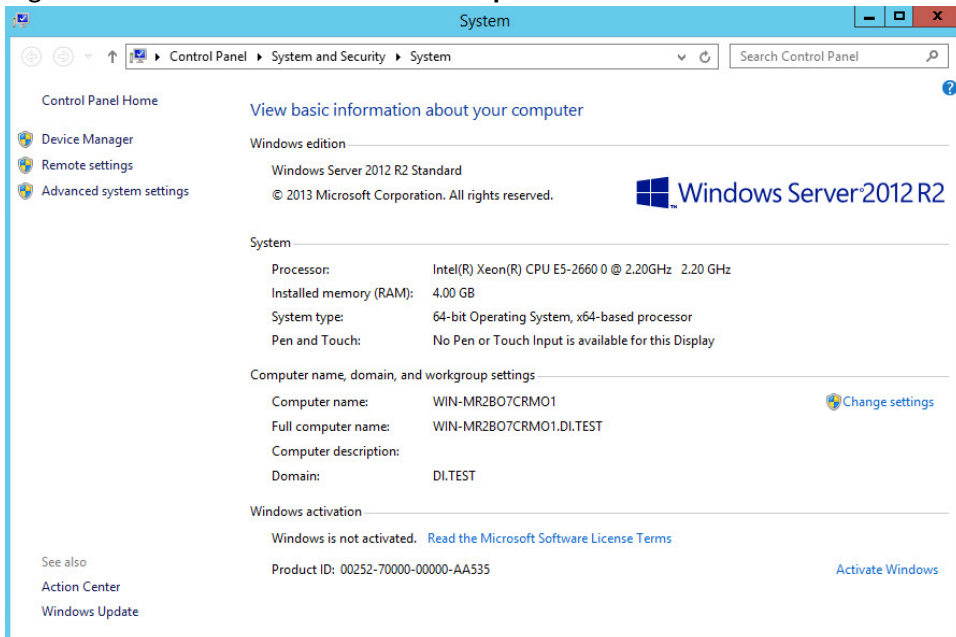 System
Control Panel ▸ System and Security ▸ System
Search Control Panel
Control Panel Home
Device Manager
Remote settings
Advanced system settings
View basic information about your computer
Windows edition
Windows Server 2012 R2 Standard
© 2013 Microsoft Corporation. All rights reserved.
Windows Server 2012 R2
System
Processor: Intel(R) Xeon(R) CPU E5-2660 0 @ 2.20GHz 2.20 GHz
Installed memory (RAM): 4.00 GB
System type: 64-bit Operating System, x64-based processor
Pen and Touch: No Pen or Touch Input is available for this Display
Computer name, domain, and workgroup settings
Computer name: WIN-MR2BO7CRMO1
Change settings
Full computer name: WIN-MR2BO7CRMO1.DI.TEST
Computer description:
Domain: DI.TEST
Windows activation
Windows is not activated. Read the Microsoft Software License Terms
Product ID: 00252-70000-00000-AA535
Activate Windows
See also
Action Center
Windows Update